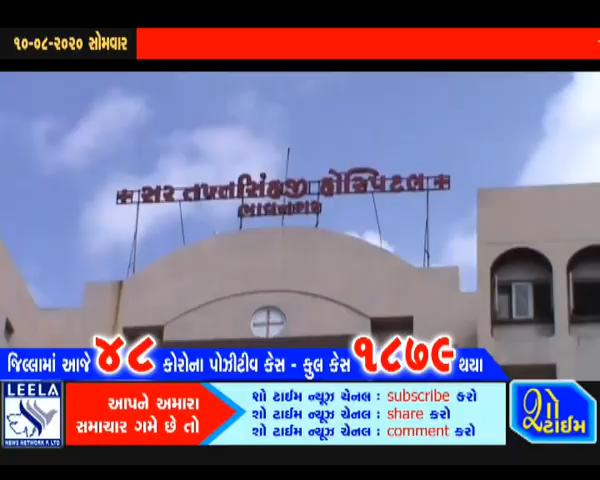 ૧૦-૦૮-૨૦૨૦ સોમવાર
સર તખ્તસિંહજી હોસ્પિટલ
ભાવનગર
જિલ્લામાં આજે ૪૮ કોરોના પોઝીટીવ કેસ - કુલ કેસ ૧૮૭૯ થયા
LEELA
NEWS NETWORK P. LTD
આપને અમારા
સમાચાર ગમે છે તો
શો ટાઈમ ન્યૂઝ ચેનલ : subscribe કરો
શો ટાઈમ ન્યૂઝ ચેનલ : share કરો
શો ટાઈમ ન્યૂઝ ચેનલ : comment કરો
શો
ટાઈમ